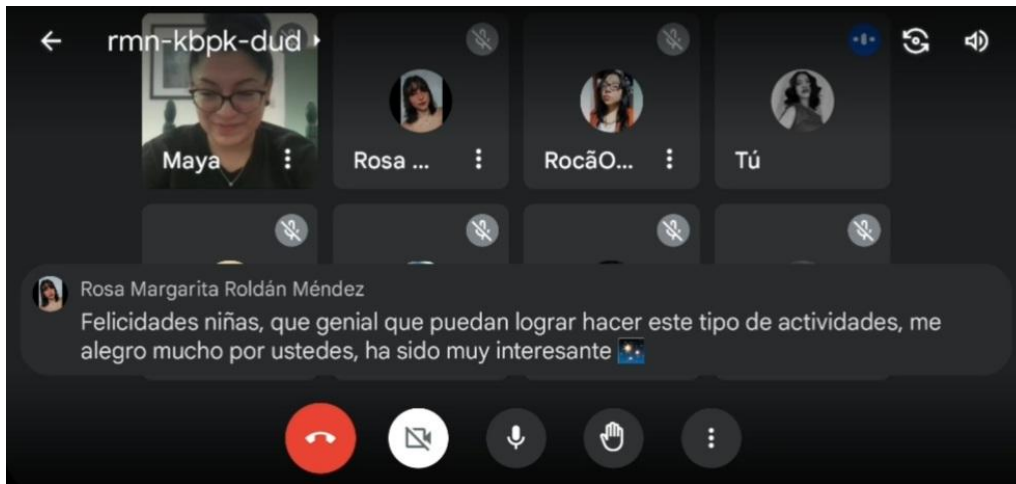 rmn-kbpk-dud
Maya
Rosa ...
RocãO...
Tú
Rosa Margarita Roldán Méndez
Felicidades niñas, que genial que puedan lograr hacer este tipo de actividades, me
alegro mucho por ustedes, ha sido muy interesante 🌃